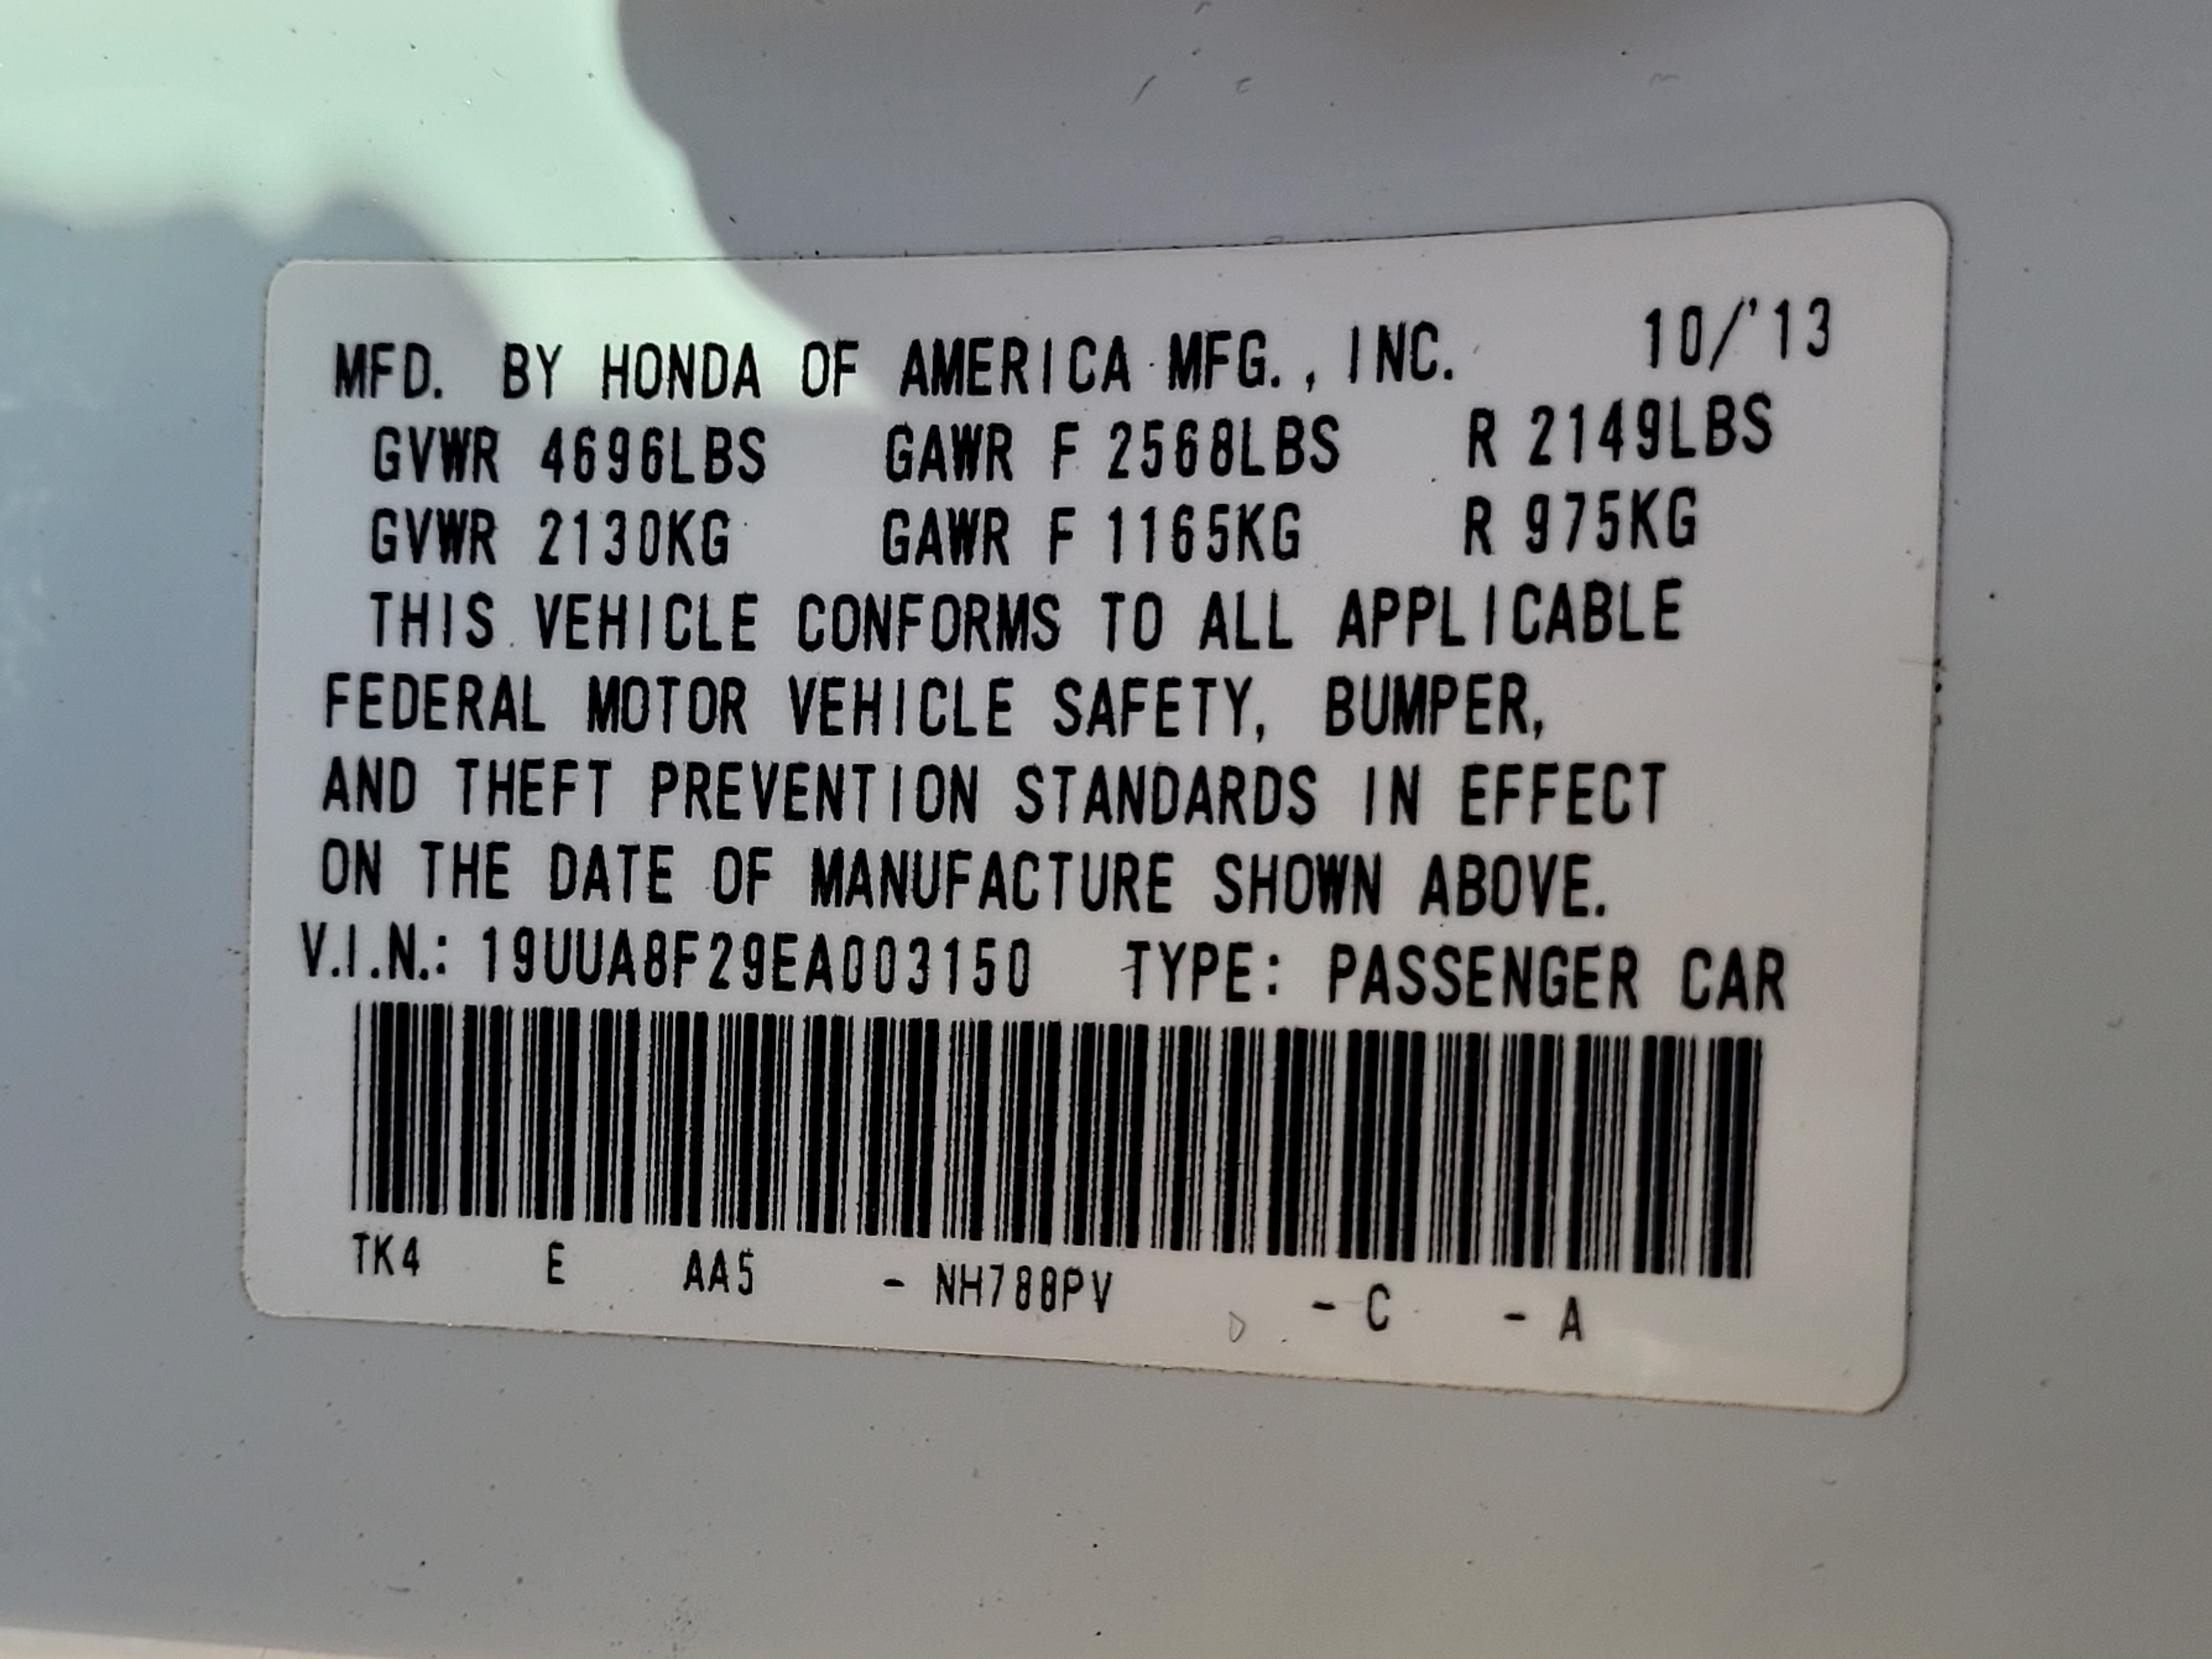 MFD. BY HONDA OF AMERICA MFG., INC. 10/'13
GVWR 4696LBS GAWR F 2568LBS R 2149LBS
GVWR 2130KG GAWR F 1165KG R 975KG
THIS VEHICLE CONFORMS TO ALL APPLICABLE
FEDERAL MOTOR VEHICLE SAFETY, BUMPER,
AND THEFT PREVENTION STANDARDS IN EFFECT
ON THE DATE OF MANUFACTURE SHOWN ABOVE.
V.I.N.: 19UUA8F29EA003150 TYPE: PASSENGER CAR
TK4 E AA5 - NH788PV - C - A